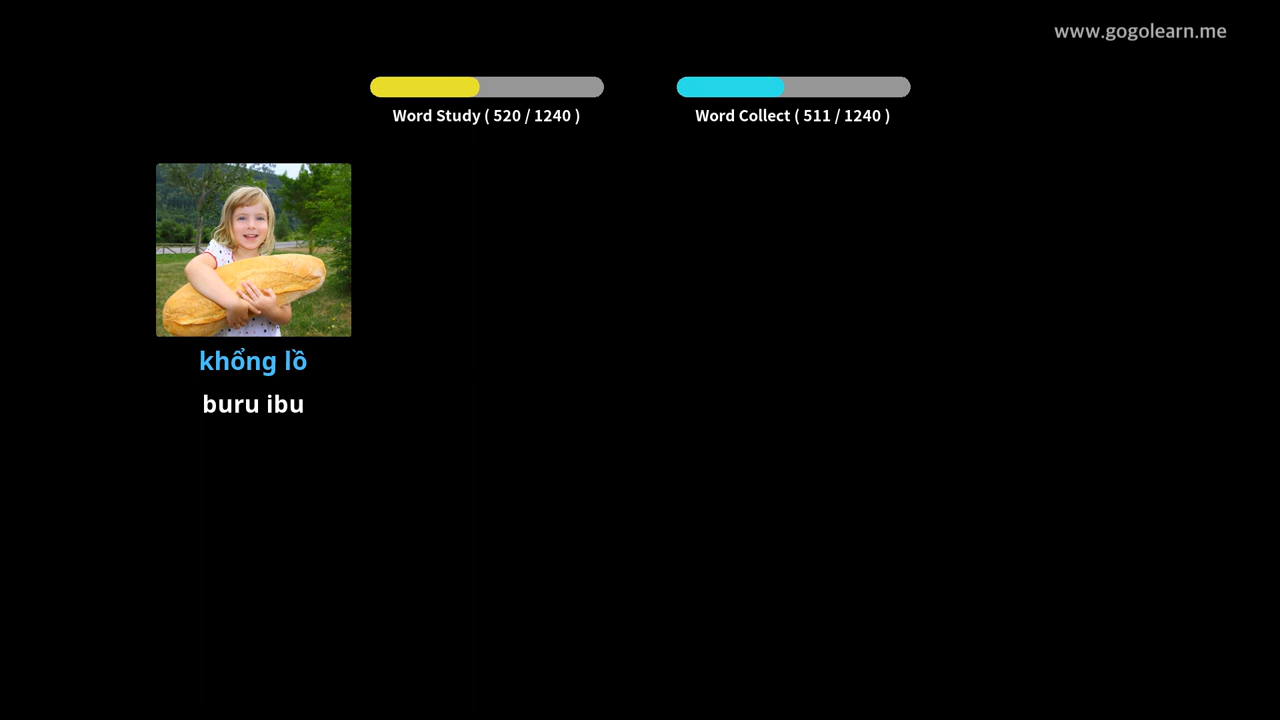 www.gogolearn.me
Word Study ( 520 / 1240 )
Word Collect ( 511 / 1240 )
khổng lồ
buru ibu